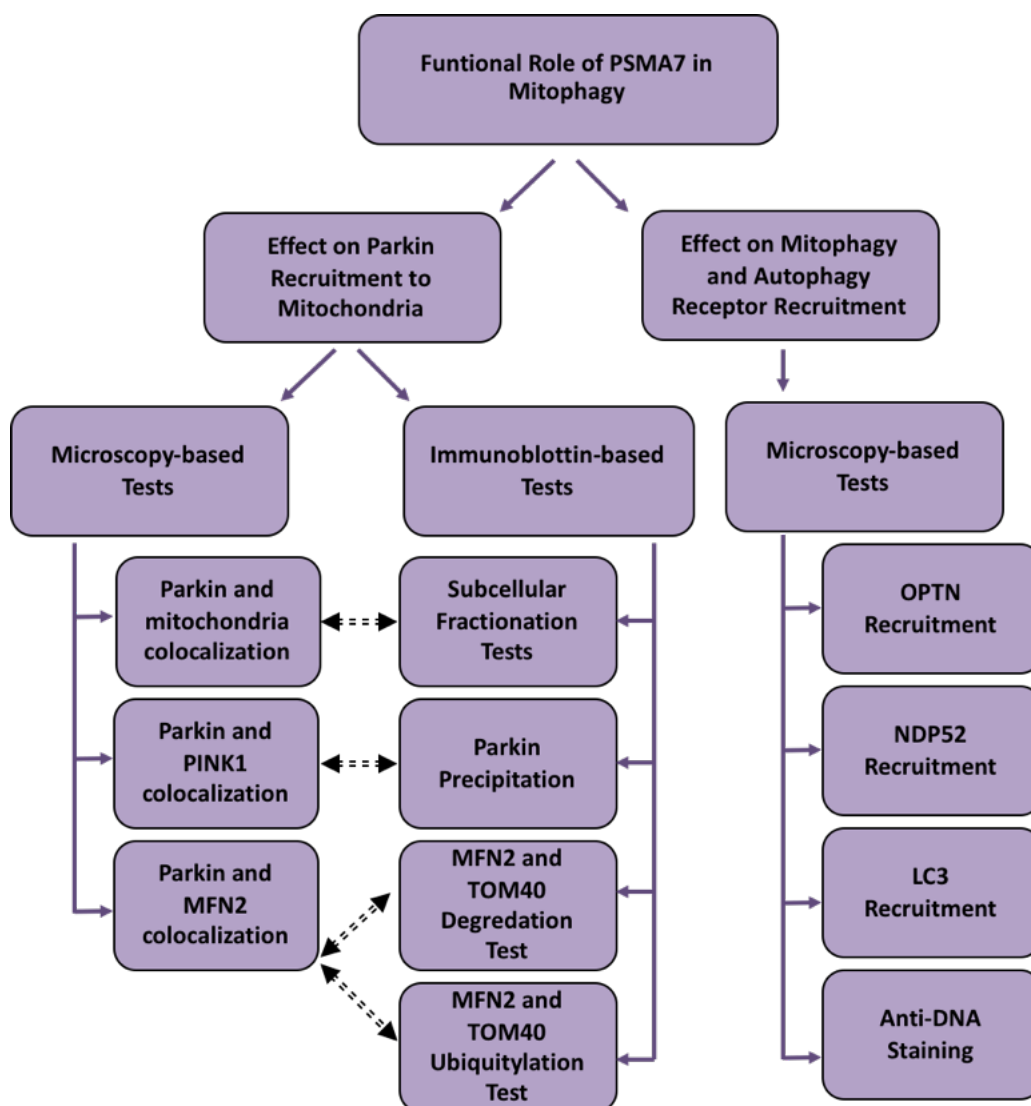 Funtional Role of PSMA7 in
Mitophagy
Effect on Parkin
Recruitment to
Mitochondria
Effect on Mitophagy
and Autophagy
Receptor Recruitment
Microscopy-based
Tests
Immunoblottin-based
Tests
Microscopy-based
Tests
Parkin and
mitochondria
colocalization
Subcellular
Fractionation
Tests
OPTN
Recruitment
Parkin and
PINK1
colocalization
Parkin
Precipitation
NDP52
Recruitment
Parkin and
MFN2
colocalization
MFN2 and
TOM40
Degredation
Test
LC3
Recruitment
MFN2 and
TOM40
Ubiquitylation
Test
Anti-DNA
Staining